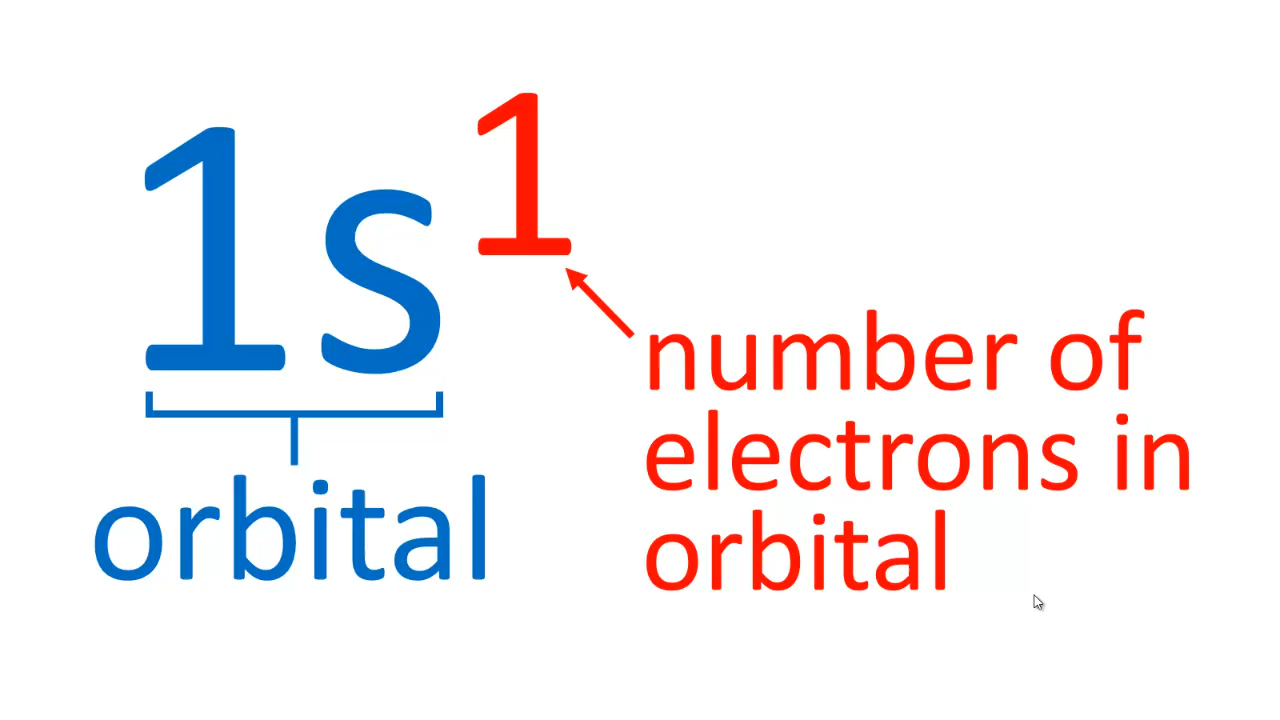 1s¹
orbital
number of
electrons in
orbital